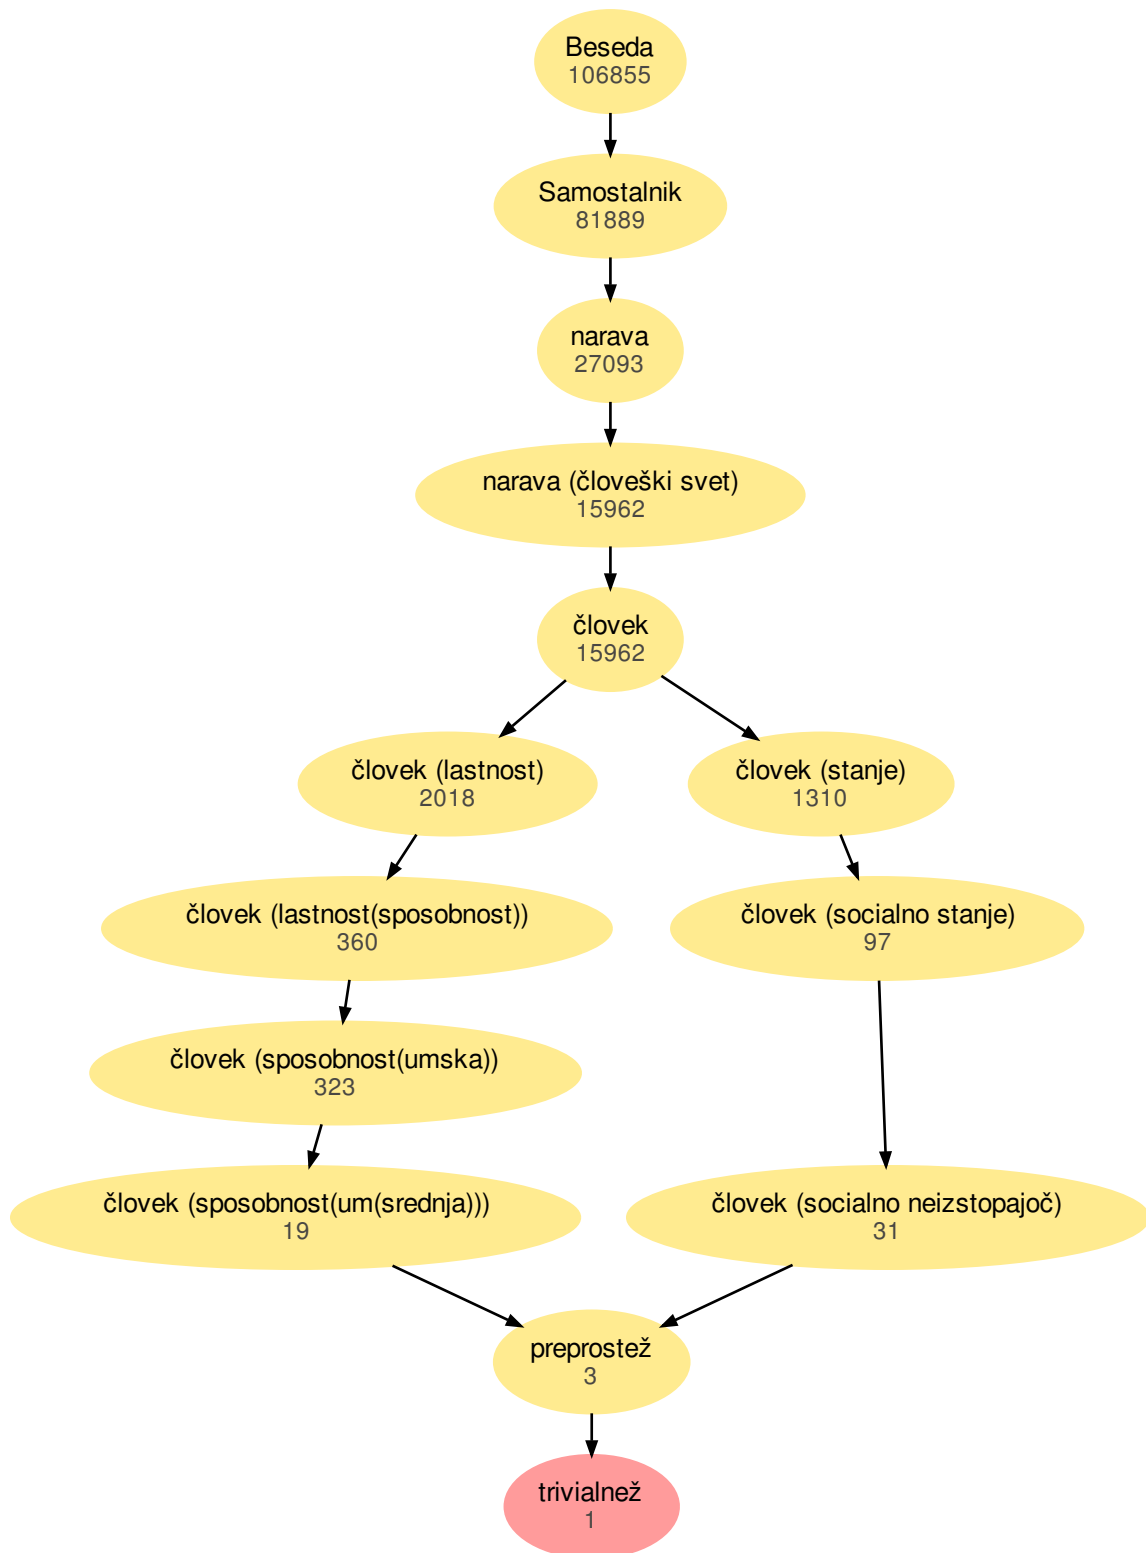 Beseda
106855
Samostalnik
81889
narava
27093
narava (človeški svet)
15962
človek
15962
človek (lastnost)
2018
človek (stanje)
1310
človek (lastnost(sposobnost))
360
človek (socialno stanje)
97
človek (sposobnost(umska))
323
človek (sposobnost(um(srednja)))
19
človek (socialno neizstopajoč)
31
preprostež
3
trivialnež
1